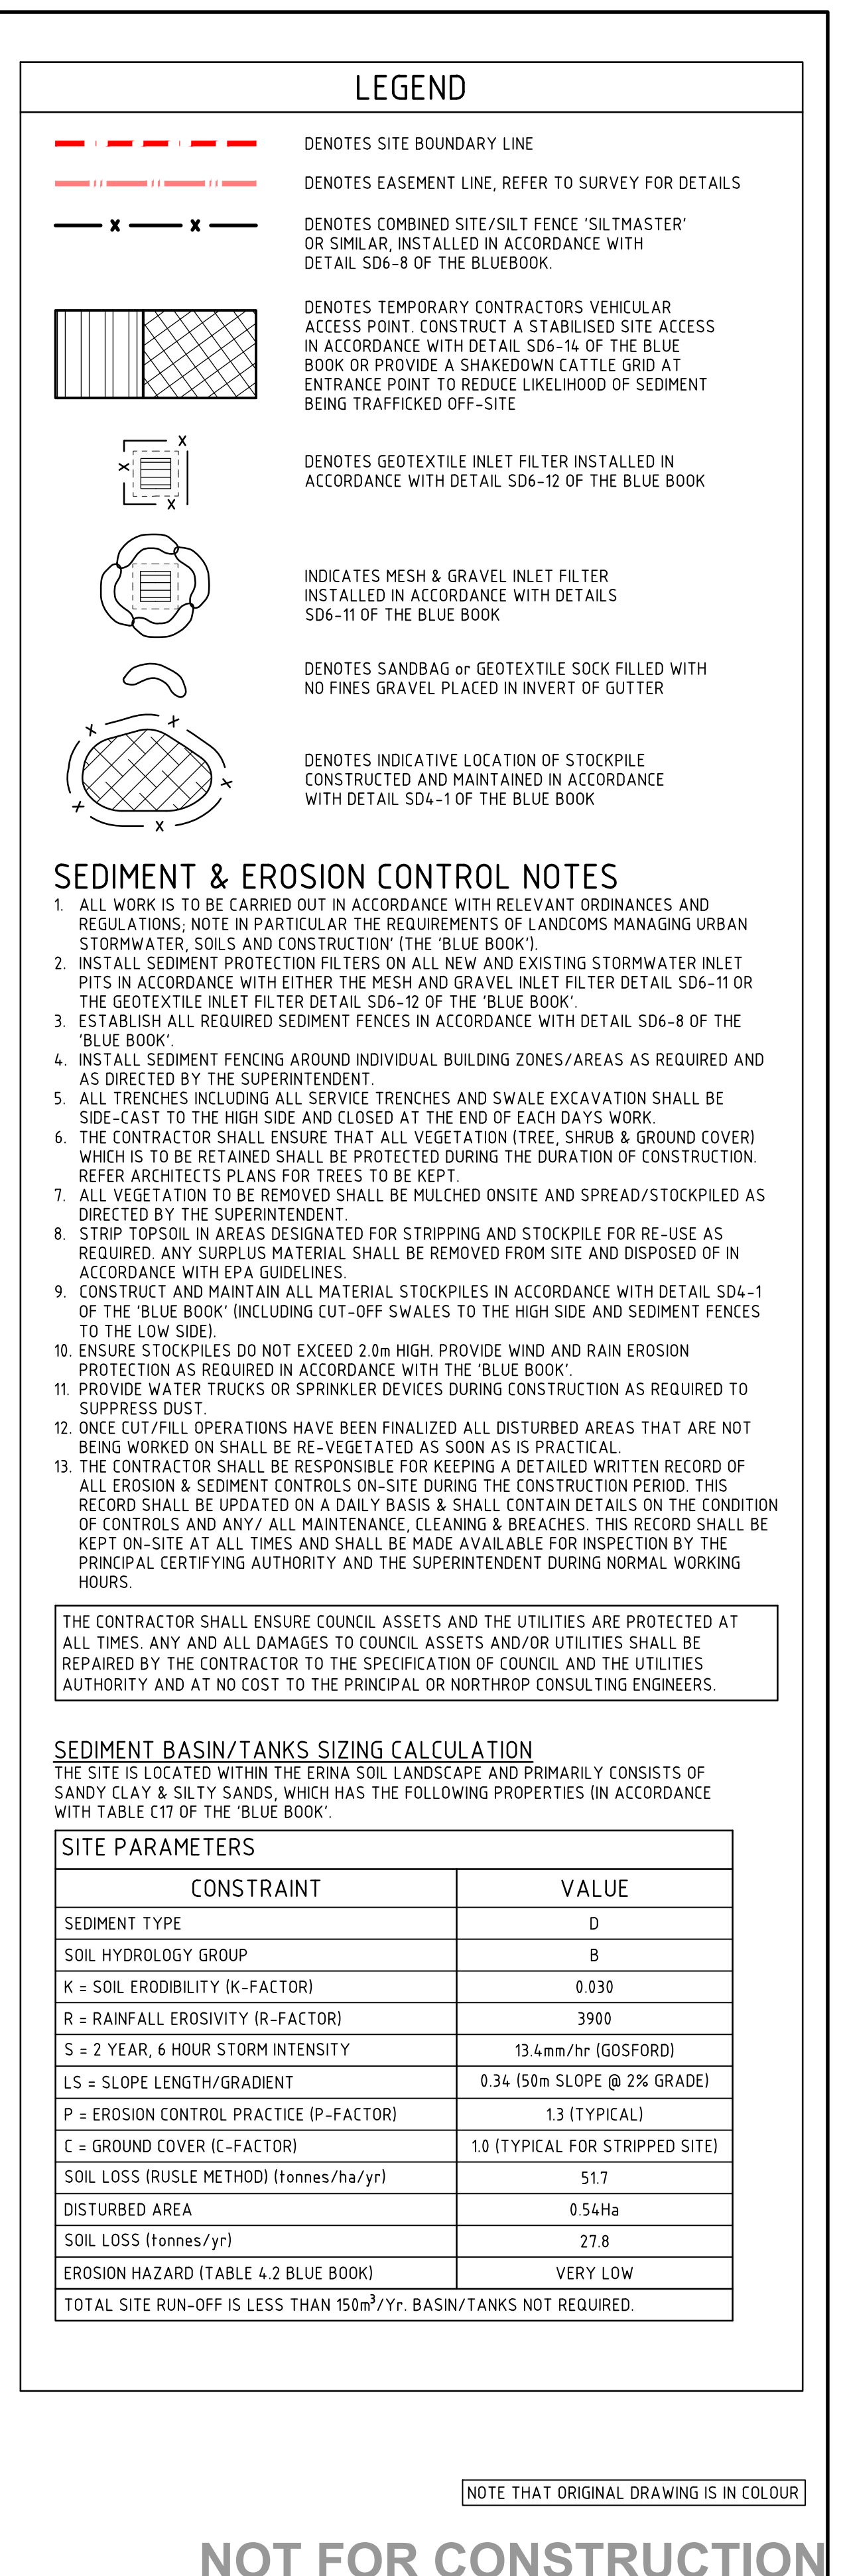 LEGEND
DENOTES SITE BOUNDARY LINE
DENOTES EASEMENT LINE, REFER TO SURVEY FOR DETAILS
DENOTES COMBINED SITE/SILT FENCE 'SILTMASTER'
OR SIMILAR, INSTALLED IN ACCORDANCE WITH
DETAIL SD6-8 OF THE BLUEBOOK.
DENOTES TEMPORARY CONTRACTORS VEHICULAR
ACCESS POINT. CONSTRUCT A STABILISED SITE ACCESS
IN ACCORDANCE WITH DETAIL SD6-14 OF THE BLUE
BOOK OR PROVIDE A SHAKEDOWN CATTLE GRID AT
ENTRANCE POINT TO REDUCE LIKELIHOOD OF SEDIMENT
BEING TRAFFICKED OFF-SITE
DENOTES GEOTEXTILE INLET FILTER INSTALLED IN
ACCORDANCE WITH DETAIL SD6-12 OF THE BLUE BOOK
INDICATES MESH & GRAVEL INLET FILTER
INSTALLED IN ACCORDANCE WITH DETAILS
SD6-11 OF THE BLUE BOOK
DENOTES SANDBAG or GEOTEXTILE SOCK FILLED WITH
NO FINES GRAVEL PLACED IN INVERT OF GUTTER
DENOTES INDICATIVE LOCATION OF STOCKPILE
CONSTRUCTED AND MAINTAINED IN ACCORDANCE
WITH DETAIL SD4-1 OF THE BLUE BOOK
SEDIMENT & EROSION CONTROL NOTES
1. ALL WORK IS TO BE CARRIED OUT IN ACCORDANCE WITH RELEVANT ORDINANCES AND
REGULATIONS; NOTE IN PARTICULAR THE REQUIREMENTS OF LANDCOMS MANAGING URBAN
STORMWATER, SOILS AND CONSTRUCTION' (THE 'BLUE BOOK').
2. INSTALL SEDIMENT PROTECTION FILTERS ON ALL NEW AND EXISTING STORMWATER INLET
PITS IN ACCORDANCE WITH EITHER THE MESH AND GRAVEL INLET FILTER DETAIL SD6-11 OR
THE GEOTEXTILE INLET FILTER DETAIL SD6-12 OF THE 'BLUE BOOK'.
3. ESTABLISH ALL REQUIRED SEDIMENT FENCES IN ACCORDANCE WITH DETAIL SD6-8 OF THE
'BLUE BOOK'.
4. INSTALL SEDIMENT FENCING AROUND INDIVIDUAL BUILDING ZONES/AREAS AS REQUIRED AND
AS DIRECTED BY THE SUPERINTENDENT.
5. ALL TRENCHES INCLUDING ALL SERVICE TRENCHES AND SWALE EXCAVATION SHALL BE
SIDE-CAST TO THE HIGH SIDE AND CLOSED AT THE END OF EACH DAYS WORK.
6. THE CONTRACTOR SHALL ENSURE THAT ALL VEGETATION (TREE, SHRUB & GROUND COVER)
WHICH IS TO BE RETAINED SHALL BE PROTECTED DURING THE DURATION OF CONSTRUCTION.
REFER ARCHITECTS PLANS FOR TREES TO BE KEPT.
7. ALL VEGETATION TO BE REMOVED SHALL BE MULCHED ONSITE AND SPREAD/STOCKPILED AS
DIRECTED BY THE SUPERINTENDENT.
8. STRIP TOPSOIL IN AREAS DESIGNATED FOR STRIPPING AND STOCKPILE FOR RE-USE AS
REQUIRED. ANY SURPLUS MATERIAL SHALL BE REMOVED FROM SITE AND DISPOSED OF IN
ACCORDANCE WITH EPA GUIDELINES.
9. CONSTRUCT AND MAINTAIN ALL MATERIAL STOCKPILES IN ACCORDANCE WITH DETAIL SD4-1
OF THE 'BLUE BOOK' (INCLUDING CUT-OFF SWALES TO THE HIGH SIDE AND SEDIMENT FENCES
TO THE LOW SIDE).
10. ENSURE STOCKPILES DO NOT EXCEED 2.0m HIGH. PROVIDE WIND AND RAIN EROSION
PROTECTION AS REQUIRED IN ACCORDANCE WITH THE 'BLUE BOOK'.
11. PROVIDE WATER TRUCKS OR SPRINKLER DEVICES DURING CONSTRUCTION AS REQUIRED TO
SUPPRESS DUST.
12. ONCE CUT/FILL OPERATIONS HAVE BEEN FINALIZED ALL DISTURBED AREAS THAT ARE NOT
BEING WORKED ON SHALL BE RE-VEGETATED AS SOON AS IS PRACTICAL.
13. THE CONTRACTOR SHALL BE RESPONSIBLE FOR KEEPING A DETAILED WRITTEN RECORD OF
ALL EROSION & SEDIMENT CONTROLS ON-SITE DURING THE CONSTRUCTION PERIOD. THIS
RECORD SHALL BE UPDATED ON A DAILY BASIS & SHALL CONTAIN DETAILS ON THE CONDITION
OF CONTROLS AND ANY/ ALL MAINTENANCE, CLEANING & BREACHES. THIS RECORD SHALL BE
KEPT ON-SITE AT ALL TIMES AND SHALL BE MADE AVAILABLE FOR INSPECTION BY THE
PRINCIPAL CERTIFYING AUTHORITY AND THE SUPERINTENDENT DURING NORMAL WORKING
HOURS.
THE CONTRACTOR SHALL ENSURE COUNCIL ASSETS AND THE UTILITIES ARE PROTECTED AT
ALL TIMES. ANY AND ALL DAMAGES TO COUNCIL ASSETS AND/OR UTILITIES SHALL BE
REPAIRED BY THE CONTRACTOR TO THE SPECIFICATION OF COUNCIL AND THE UTILITIES
AUTHORITY AND AT NO COST TO THE PRINCIPAL OR NORTHROP CONSULTING ENGINEERS.
SEDIMENT BASIN/TANKS SIZING CALCULATION
THE SITE IS LOCATED WITHIN THE ERINA SOIL LANDSCAPE AND PRIMARILY CONSISTS OF
SANDY CLAY & SILTY SANDS, WHICH HAS THE FOLLOWING PROPERTIES (IN ACCORDANCE
WITH TABLE C17 OF THE 'BLUE BOOK'.
SITE PARAMETERS
CONSTRAINT VALUE
SEDIMENT TYPE D
SOIL HYDROLOGY GROUP B
K = SOIL ERODIBILITY (K-FACTOR) 0.030
R = RAINFALL EROSIVITY (R-FACTOR) 3900
S = 2 YEAR, 6 HOUR STORM INTENSITY 13.4mm/hr (GOSFORD)
LS = SLOPE LENGTH/GRADIENT 0.34 (50m SLOPE @ 2% GRADE)
P = EROSION CONTROL PRACTICE (P-FACTOR) 1.3 (TYPICAL)
C = GROUND COVER (C-FACTOR) 1.0 (TYPICAL FOR STRIPPED SITE)
SOIL LOSS (RUSLE METHOD) (tonnes/ha/yr) 51.7
DISTURBED AREA 0.54Ha
SOIL LOSS (tonnes/yr) 27.8
EROSION HAZARD (TABLE 4.2 BLUE BOOK) VERY LOW
TOTAL SITE RUN-OFF IS LESS THAN 150m³/Yr. BASIN/TANKS NOT REQUIRED.
NOTE THAT ORIGINAL DRAWING IS IN COLOUR
NOT FOR CONSTRUCTION